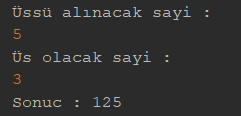 Üssü alınacak sayi :
5
Üs olacak sayi :
3
Sonuc : 125